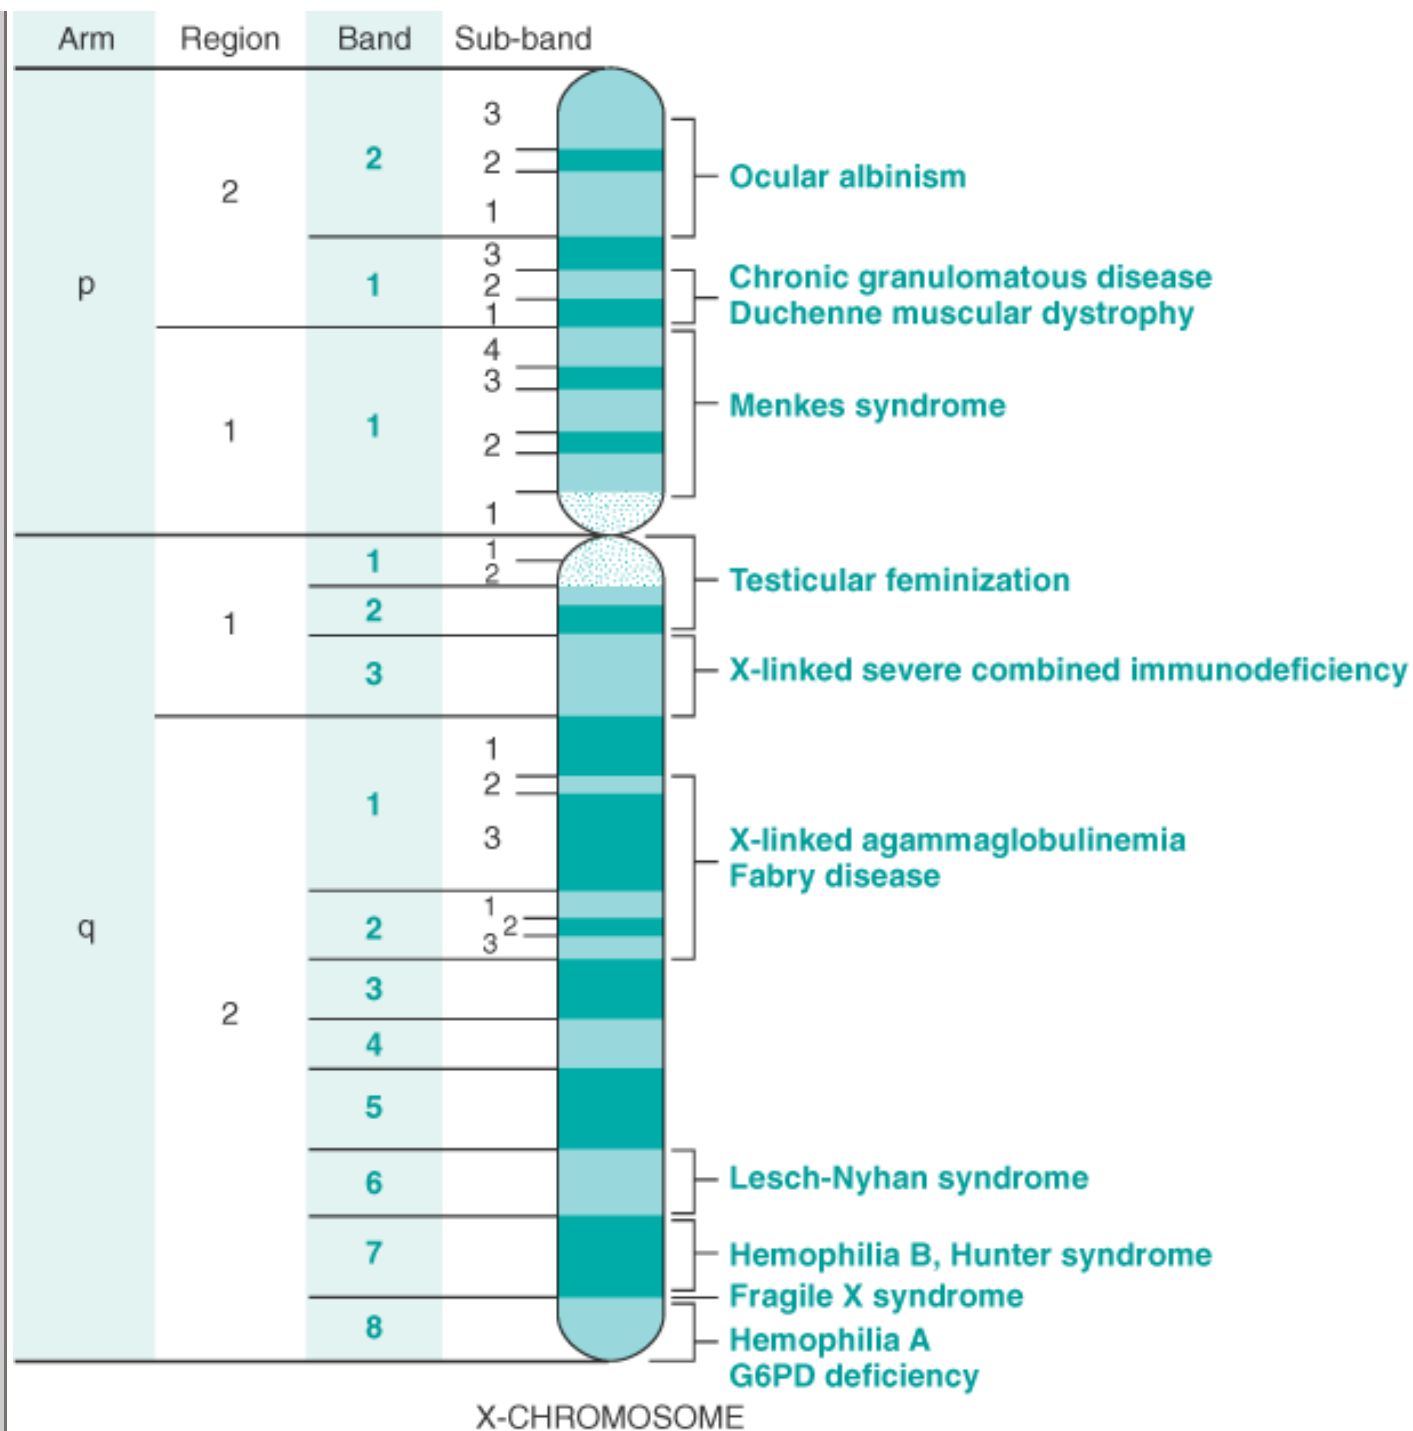 Arm Region Band Sub-band
3
2
2
Ocular albinism
2
1
3
p
1
2
Chronic granulomatous disease
1
Duchenne muscular dystrophy
4
3
Menkes syndrome
1
1
2
1
1
1
2
Testicular feminization
1
2
3
X-linked severe combined immunodeficiency
1
2
1
3
X-linked agammaglobulinemia
Fabry disease
1
q
2
2
3
3
2
4
5
6
Lesch-Nyhan syndrome
7
Hemophilia B, Hunter syndrome
Fragile X syndrome
8
Hemophilia A
G6PD deficiency
X-CHROMOSOME